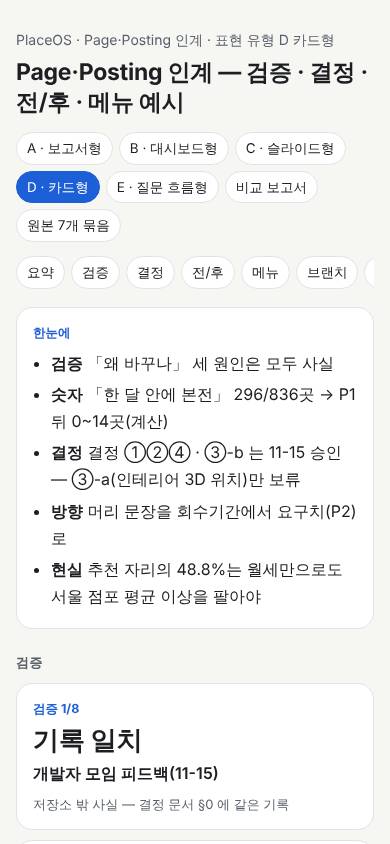 PlaceOS · Page·Posting 인계 · 표현 유형 D 카드형
Page·Posting 인계 — 검증 · 결정 ·
전/후 · 메뉴 예시
A · 보고서형
B · 대시보드형
C · 슬라이드형
D · 카드형
E · 질문 흐름형
비교 보고서
원본 7개 묶음
요약
검증
결정
전/후
메뉴
브랜치
한눈에
• 검증 「왜 바꾸나」 세 원인은 모두 사실
• 숫자 「한 달 안에 본전」 296/836곳 → P1
뒤 0~14곳(계산)
• 결정 결정 ①②④ · ③-b 는 11-15 승인
— ③-a(인테리어 3D 위치)만 보류
• 방향 머리 문장을 회수기간에서 요구치(P2)
로
• 현실 추천 자리의 48.8%는 월세만으로도
서울 점포 평균 이상을 팔아야
검증
검증 1/8
기록 일치
개발자 모임 피드백(11-15)
저장소 밖 사실 — 결정 문서 §0 에 같은 기록